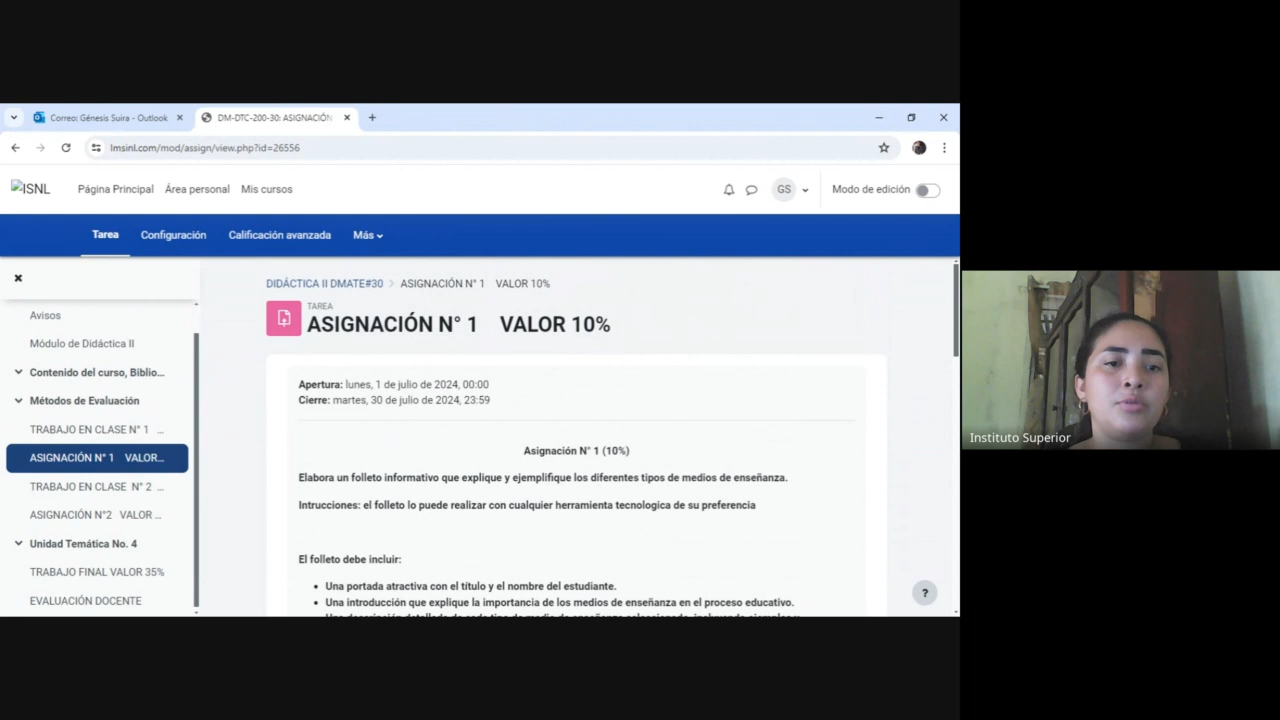 Correo: Génesis Suira - Outlook
DM-DTC-200-30: ASIGNACIÓN
lmsinl.com/mod/assign/view.php?id=26556
ISNL
Página Principal Área personal Mis cursos
GS
Modo de edición
Tarea Configuración Calificación avanzada Más
Avisos
Módulo de Didáctica II
Contenido del curso, Biblio...
Métodos de Evaluación
TRABAJO EN CLASE N° 1 ...
ASIGNACIÓN N° 1 VALOR...
TRABAJO EN CLASE N° 2 ...
ASIGNACIÓN N°2 VALOR ...
Unidad Temática No. 4
TRABAJO FINAL VALOR 35%
EVALUACIÓN DOCENTE
DIDÁCTICA II DMATE#30 > ASIGNACIÓN N° 1 VALOR 10%
TAREA
ASIGNACIÓN N° 1 VALOR 10%
Apertura: lunes, 1 de julio de 2024, 00:00
Cierre: martes, 30 de julio de 2024, 23:59
Asignación N° 1 (10%)
Elabora un folleto informativo que explique y ejemplifique los diferentes tipos de medios de enseñanza.
Intrucciones: el folleto lo puede realizar con cualquier herramienta tecnologica de su preferencia
El folleto debe incluir:
• Una portada atractiva con el título y el nombre del estudiante.
• Una introducción que explique la importancia de los medios de enseñanza en el proceso educativo.
?
Instituto Superior